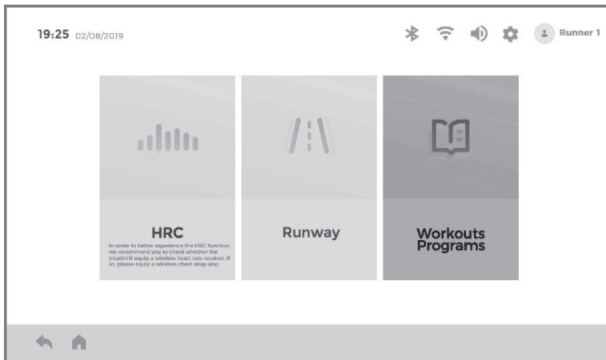 19:25 02/08/2019
Runner 1
HRC
In order to better experience the HRC function,
we recommend you to check whether the
treadmill equip a wireless heart rate receiver. If
so, please equip a wireless chest strap also.
Runway
Workouts
Programs